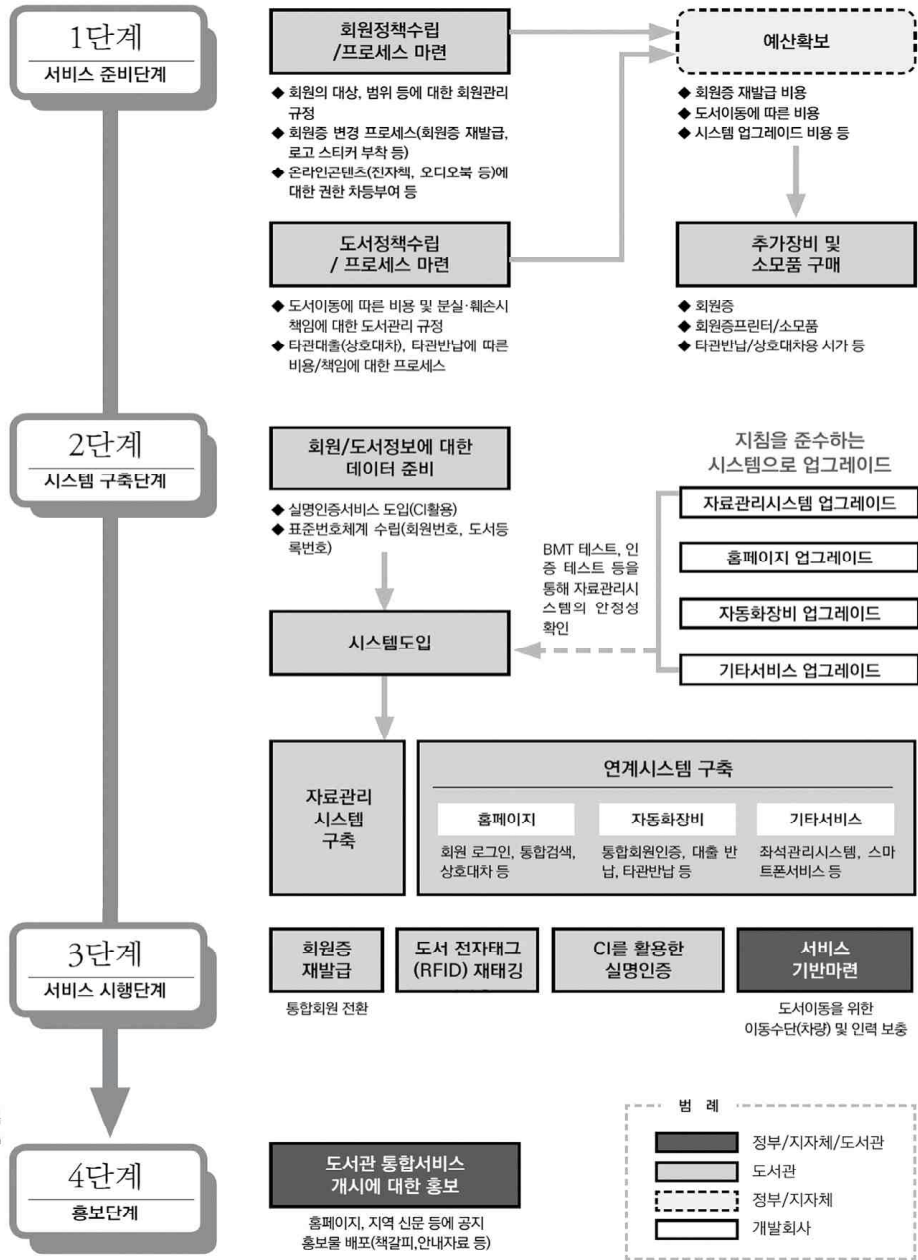 1단계
서비스 준비단계
회원정책수립
/프로세스 마련
◆ 회원의 대상, 범위 등에 대한 회원관리
규정
◆ 회원증 변경 프로세스(회원증 재발급,
로고 스티커 부착 등)
◆ 온라인콘텐츠(진자책, 오디오북 등)에
대한 권한 차등부여 등
예산확보
◆ 회원증 재발급 비용
◆ 도서이동에 따른 비용
◆ 시스템 업그레이드 비용 등
도서정책수립
/ 프로세스 마련
◆ 도서이동에 따른 비용 및 분실·훼손시
책임에 대한 도서관리 규정
◆ 타관대출(상호대차), 타관반납에 따른
비용/책임에 대한 프로세스
추가장비 및
소모품 구매
◆ 회원증
◆ 회원증프린터/소모품
◆ 타관반납/상호대차용 시가 등
2단계
시스템 구축단계
회원/도서정보에 대한
데이터 준비
◆ 실명인증서비스 도입(CI활용)
◆ 표준번호체계 수립(회원번호, 도서등
록번호)
시스템도입
BMT 테스트, 인
증 테스트 등을
통해 자료관리시
스템의 안정성
확인
지침을 준수하는
시스템으로 업그레이드
자료관리시스템 업그레이드
홈페이지 업그레이드
자동화장비 업그레이드
기타서비스 업그레이드
자료관리
시스템
구축
연계시스템 구축
홈페이지
회원 로그인, 통합검색,
상호대차 등
자동화장비
통합회원인증, 대출 반
납, 타관반납 등
기타서비스
좌석관리시스템, 스마
트폰서비스 등
3단계
서비스 시행단계
회원증
재발급
통합회원 전환
도서 전자태그
(RFID) 재태깅
CI를 활용한
실명인증
서비스
기반마련
도서이동을 위한
이동수단(차량) 및 인력 보충
4단계
홍보단계
도서관 통합서비스
개시에 대한 홍보
홈페이지, 지역 신문 등에 공지
홍보물 배포(책갈피,안내자료 등)
범 례
정부/지자체/도서관
도서관
정부/지자체
개발회사